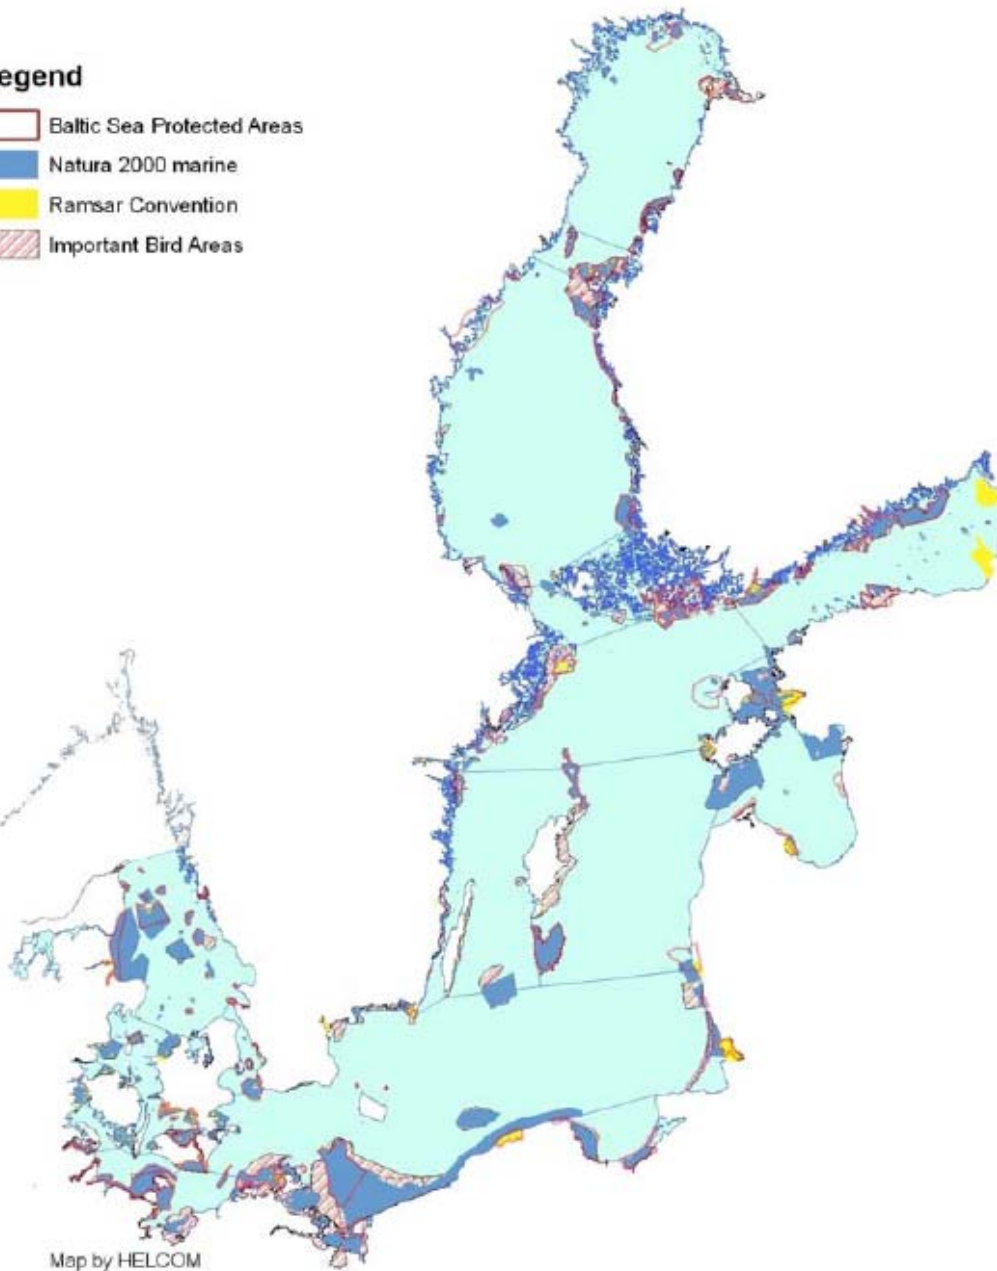 egend
Baltic Sea Protected Areas
Natura 2000 marine
Ramsar Convention
Important Bird Areas
Map by HELCOM